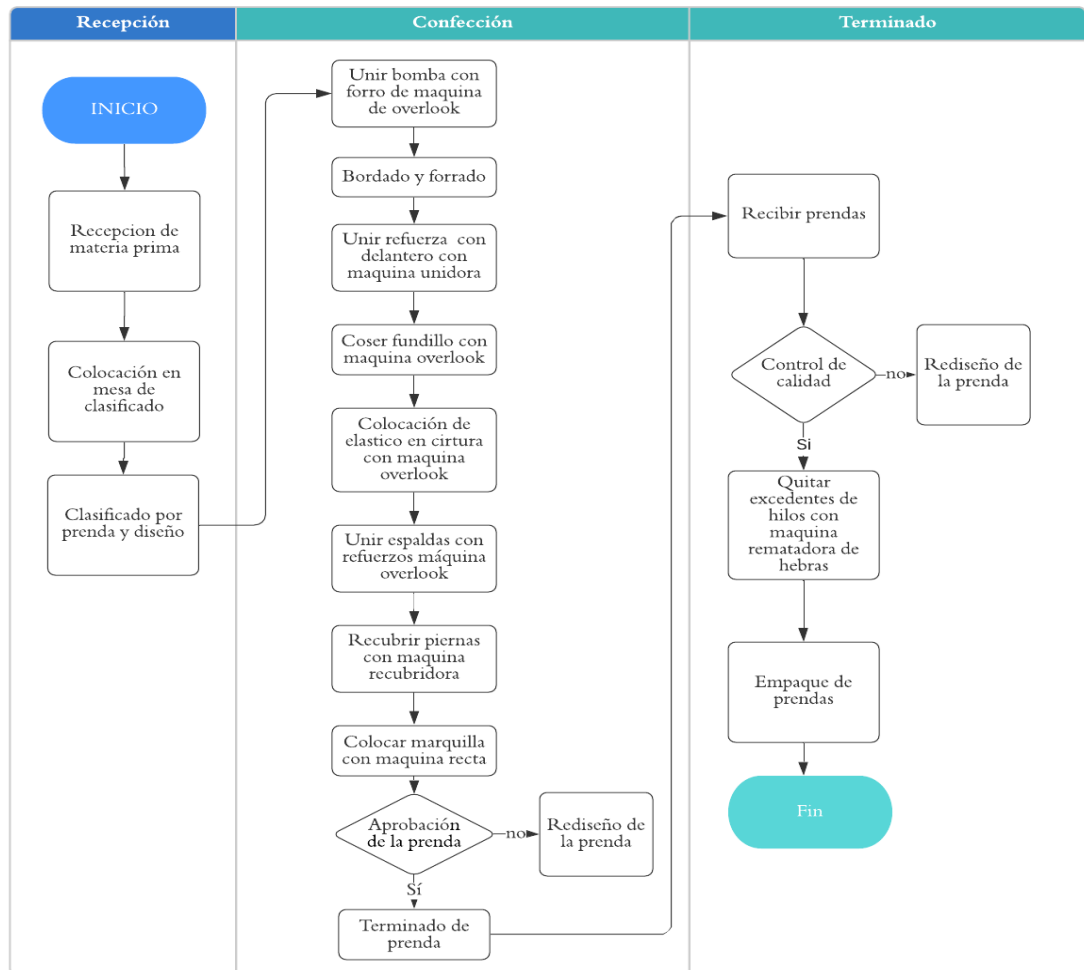 Recepción
Confección
Terminado
INICIO
Recepcion de
materia prima
Colocación en
mesa de
clasificado
Clasificado por
prenda y diseño
Unir bomba con
forro de maquina
de overlook
Bordado y forrado
Unir refuerza con
delantero con
maquina unidora
Coser fundillo con
maquina overlook
Colocación de
elastico en cirtura
con maquina
overlook
Unir espaldas con
refuerzos máquina
overlook
Recubrir piernas
con maquina
recubridora
Colocar marquilla
con maquina recta
Aprobación
de la prenda
no
Rediseño de
la prenda
Sí
Terminado de
prenda
Recibir prendas
Control de
calidad
no
Rediseño de
la prenda
Si
Quitar
excedentes de
hilos con
maquina
rematadora de
hebras
Empaque de
prendas
Fin